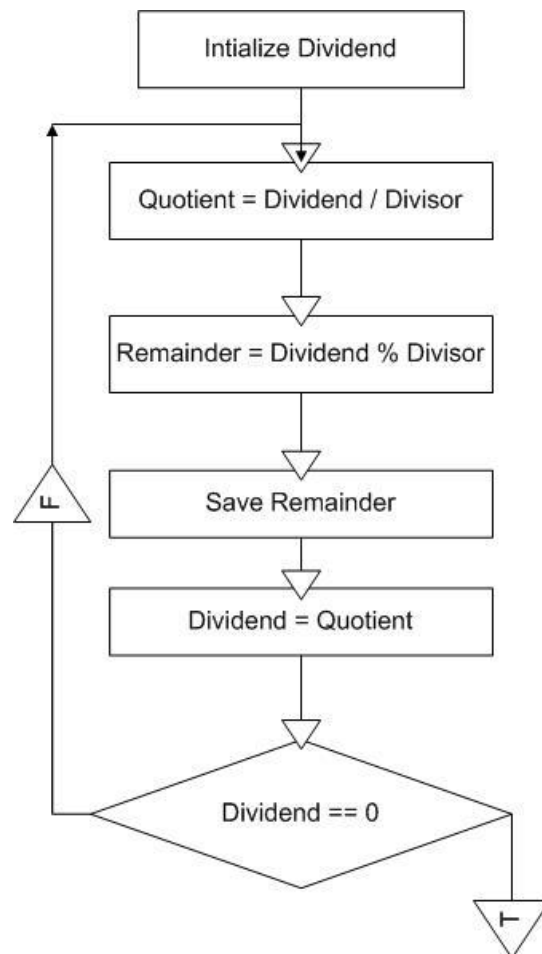 Intialize Dividend
Quotient = Dividend / Divisor
Remainder = Dividend % Divisor
F
Save Remainder
Dividend = Quotient
Dividend == 0
T